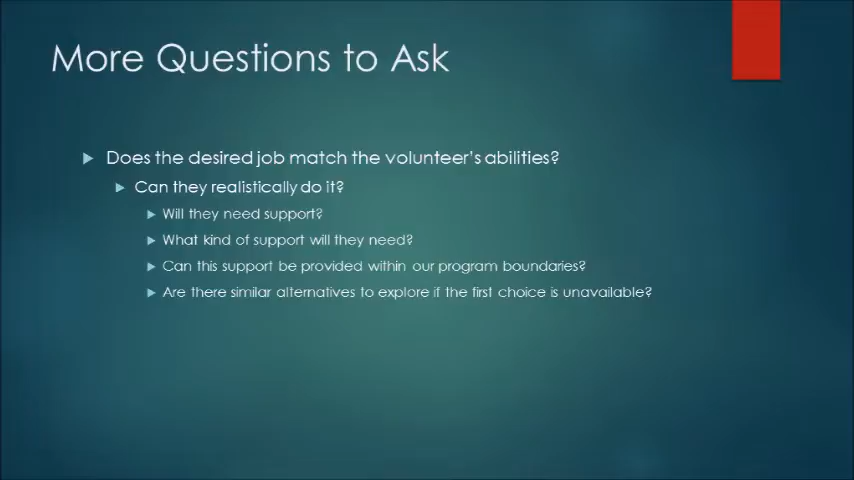 More Questions to Ask
Does the desired job match the volunteer's abilities?
Can they realistically do it?
Will they need support?
What kind of support will they need?
Can this support be provided within our program boundaries?
Are there similar alternatives to explore if the first choice is unavailable?